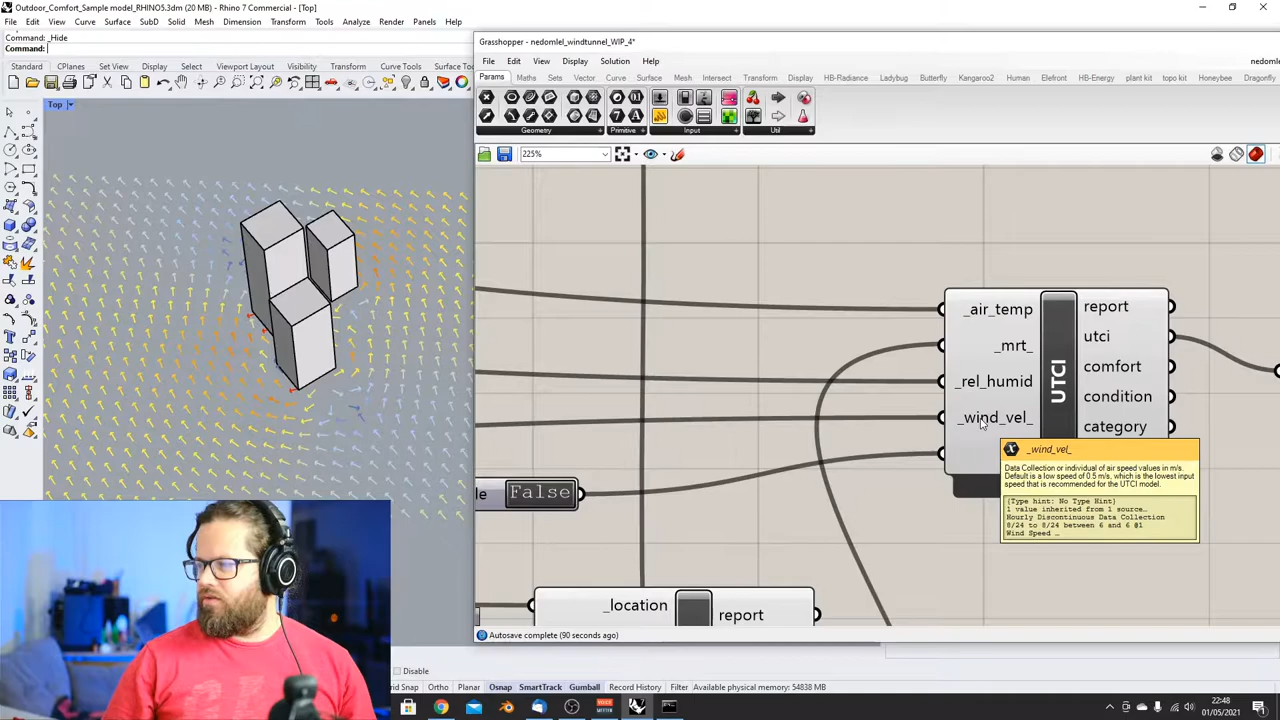 Outdoor_Comfort_Sample model_RHINO5.3dm (20 MB) - Rhino 7 Commercial - [Top]
File Edit View Curve Surface SubD Solid Mesh Dimension Transform Tools Analyze Render Panels Help
Command: _Hide
Command:
Standard CPlanes Set View Display Select Viewport Layout Visibility Transform Curve Tools Surface To
Top
Grasshopper - nedomlel_windtunnel_WIP_4*
File Edit View Display Solution Help
nedoml
Params Maths Sets Vector Curve Surface Mesh Intersect Transform Display HB-Radiance Ladybug Butterfly Kangaroo2 Human Elefront HB-Energy plant kit topo kit Honeybee Dragonfly
Geometry Primitive Input Util
225%
_air_temp
_mrt_
_rel_humid
_wind_vel_
UTCI
report
utci
comfort
condition
category
_wind_vel_
Data Collection or individual of air speed values in m/s.
Default is a low speed of 0.5 m/s, which is the lowest input
speed that is recommended for the UTCI model.
(Type hint: No Type Hint)
1 value inherited from 1 source…
Hourly Discontinuous Data Collection
8/24 to 8/24 between 6 and 6 @1
Wind Speed …
le False
_location
report
Autosave complete (90 seconds ago)
Disable
rid Snap Ortho Planar Osnap SmartTrack Gumball Record History Filter Available physical memory: 54838 MB
22:48
01/05/2021